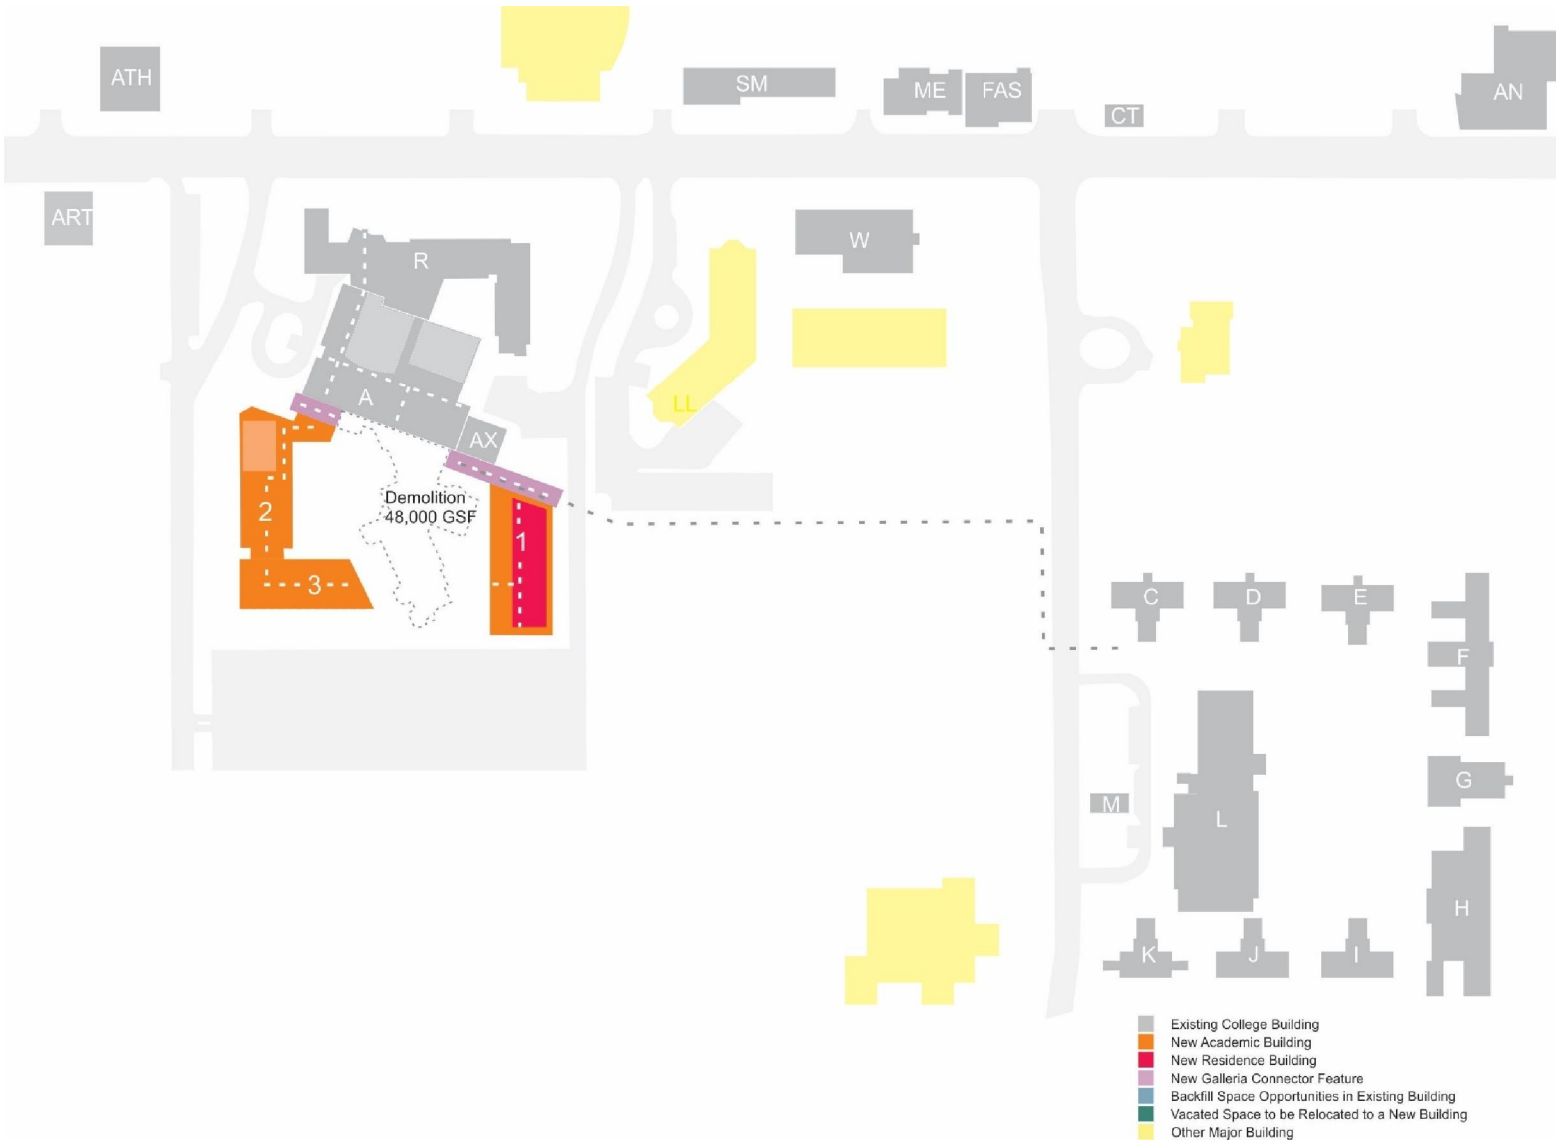 ATH
SM
ME
FAS
CT
AN
ART
R
W
A
AX
LL
Demolition
48,000 GSF
2
1
3
C
D
E
F
G
M
L
H
K
J
I
Existing College Building
New Academic Building
New Residence Building
New Galleria Connector Feature
Backfill Space Opportunities in Existing Building
Vacated Space to be Relocated to a New Building
Other Major Building